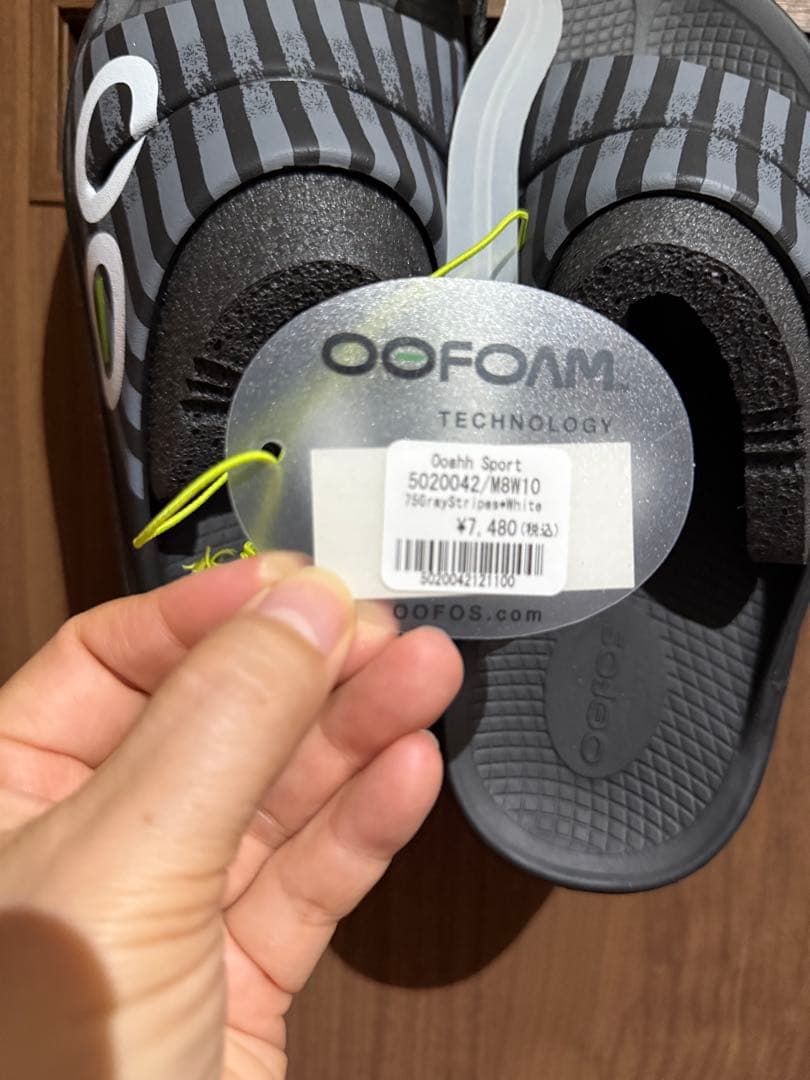 OOFOAM
TECHNOLOGY
Ooahh Sport
5020042/M8W10
75GrayStripes*White
¥7,480(税込)
5020042121100
OOFOS.com
OOFOS